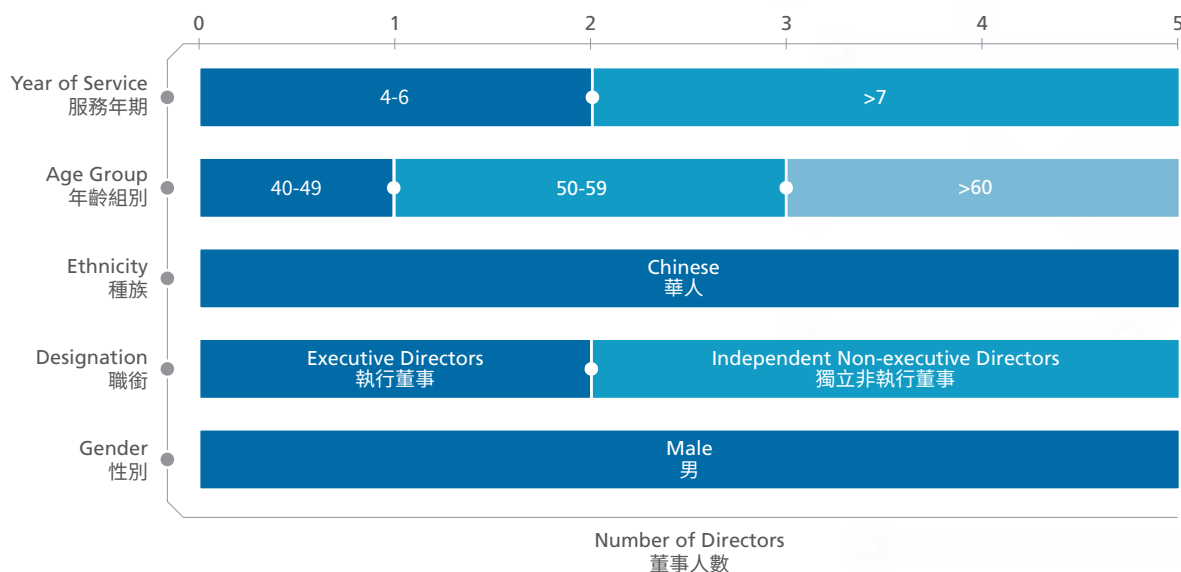 0 1 2 3 4 5
Year of Service
服務年期
4-6 >7
Age Group
年齡組別
40-49 50-59 >60
Ethnicity
種族
Chinese
華人
Designation
職銜
Executive Directors
執行董事
Independent Non-executive Directors
獨立非執行董事
Gender
性別
Male
男
Number of Directors
董事人數